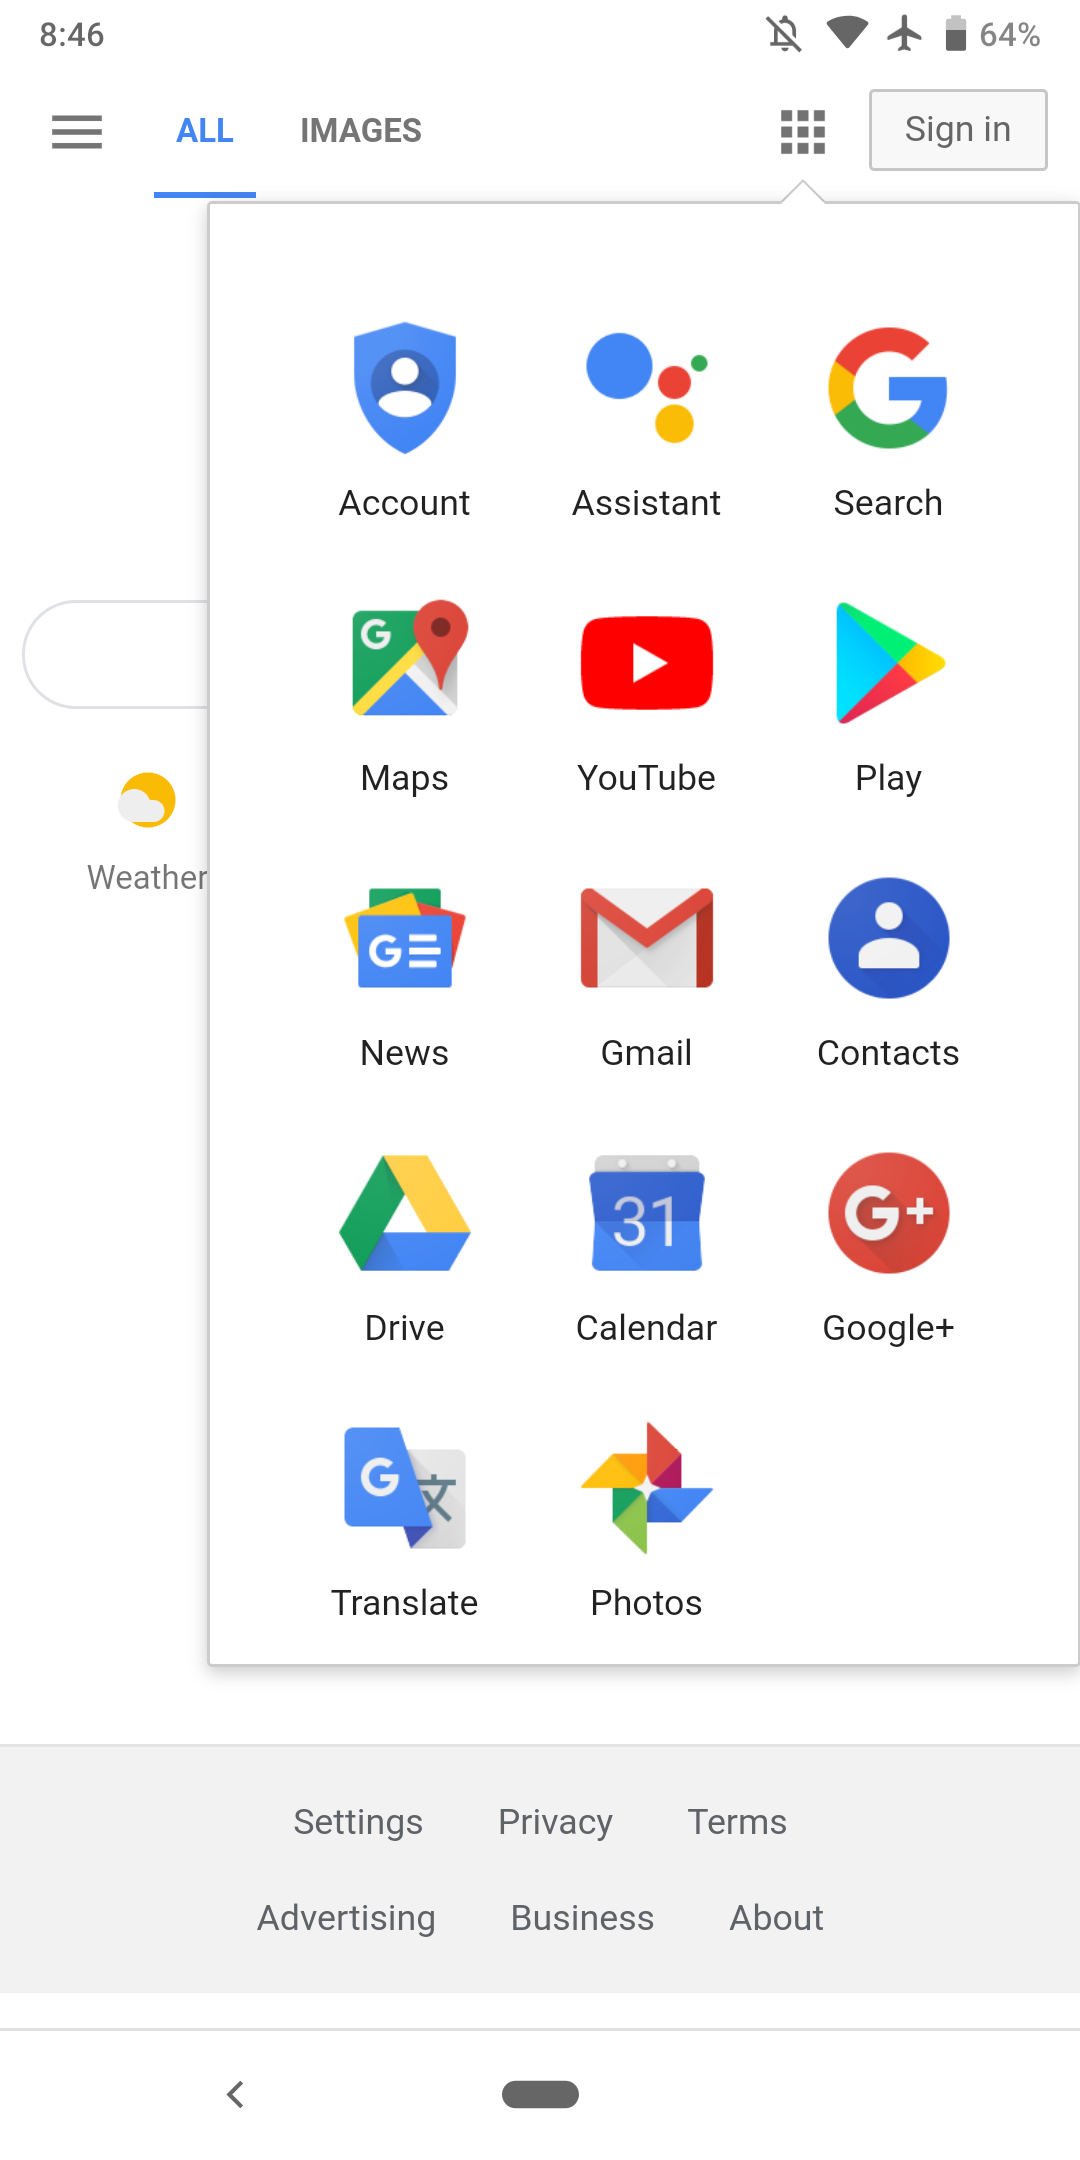 8:46 64%
ALL IMAGES Sign in
Account Assistant Search
Maps YouTube Play
Weather
News Gmail Contacts
31
Drive Calendar Google+
文
Translate Photos
Settings Privacy Terms
Advertising Business About